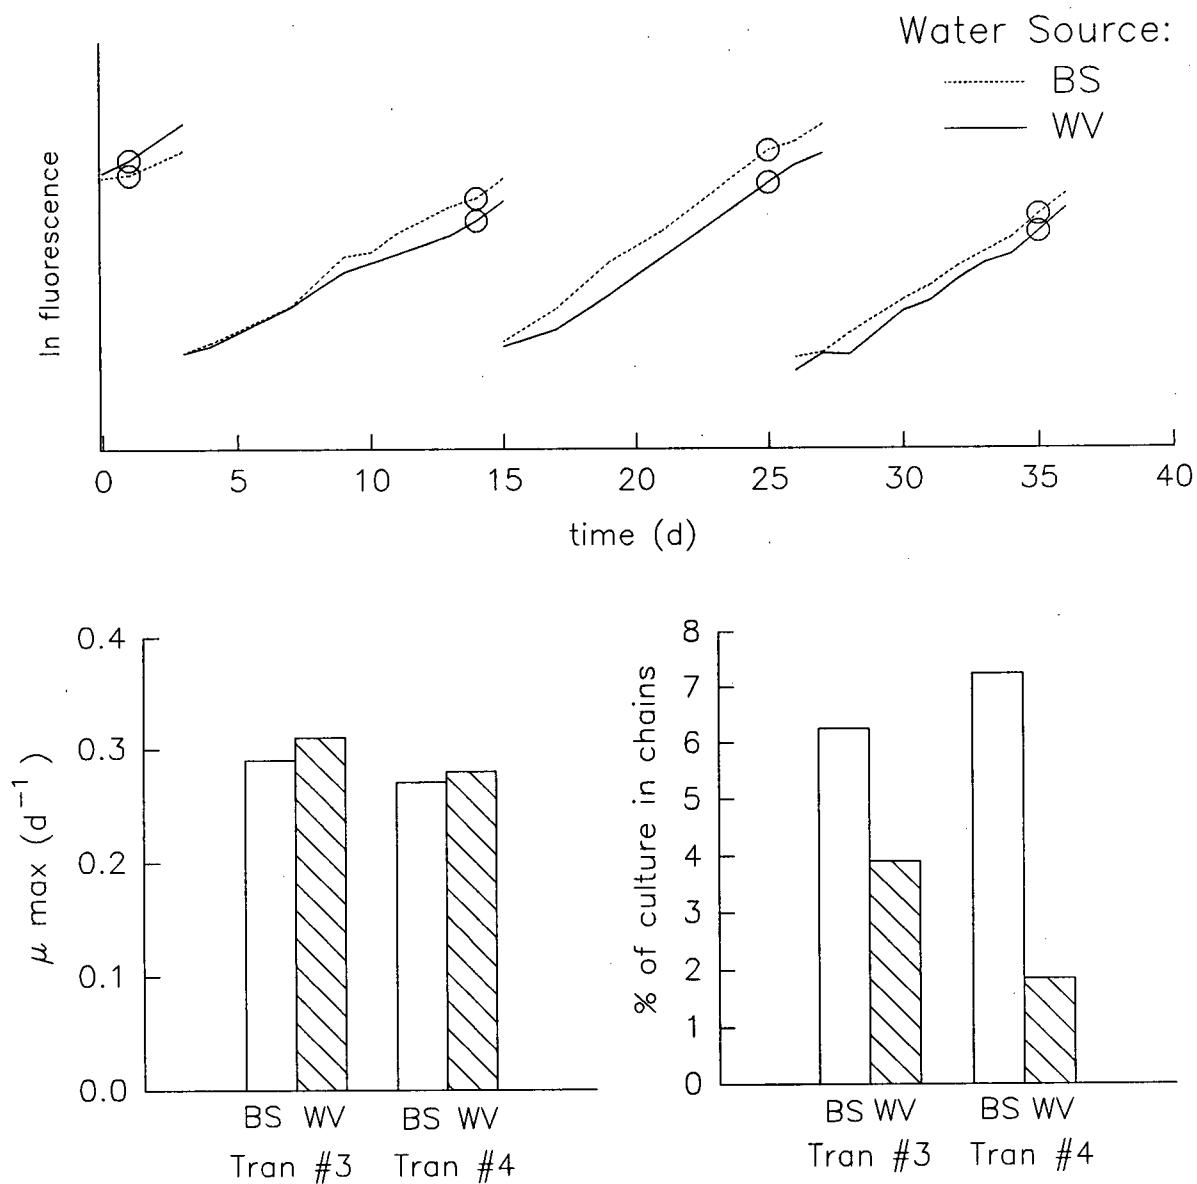 Water Source:
BS
WV
ln fluorescence
0 5 10 15 20 25 30 35 40
time (d)
μ max (d⁻¹)
0.4
0.3
0.2
0.1
0.0
BS WV BS WV
Tran #3 Tran #4
% of culture in chains
8
7
6
5
4
3
2
1
0
BS WV BS WV
Tran #3 Tran #4